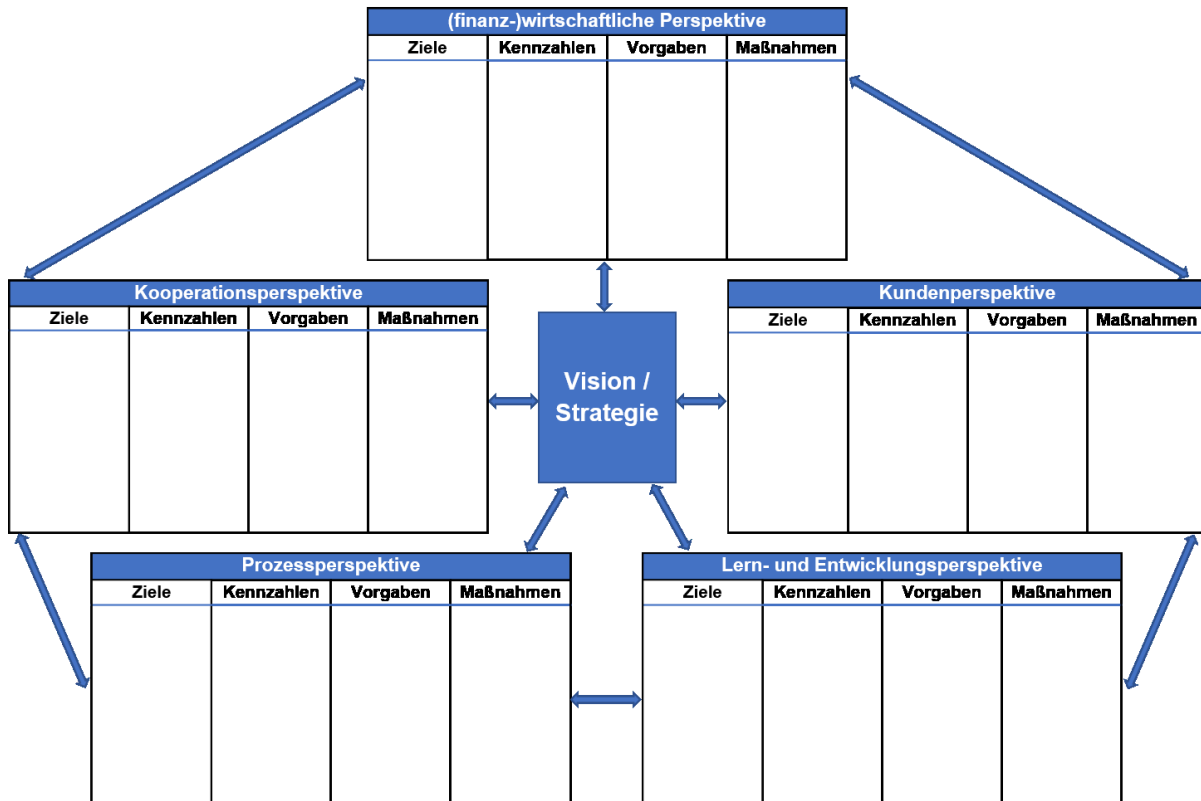 (finanz-)wirtschaftliche Perspektive
Ziele Kennzahlen Vorgaben Maßnahmen
Kooperationsperspektive
Ziele Kennzahlen Vorgaben Maßnahmen
Vision /
Strategie
Kundenperspektive
Ziele Kennzahlen Vorgaben Maßnahmen
Prozessperspektive
Ziele Kennzahlen Vorgaben Maßnahmen
Lern- und Entwicklungsperspektive
Ziele Kennzahlen Vorgaben Maßnahmen